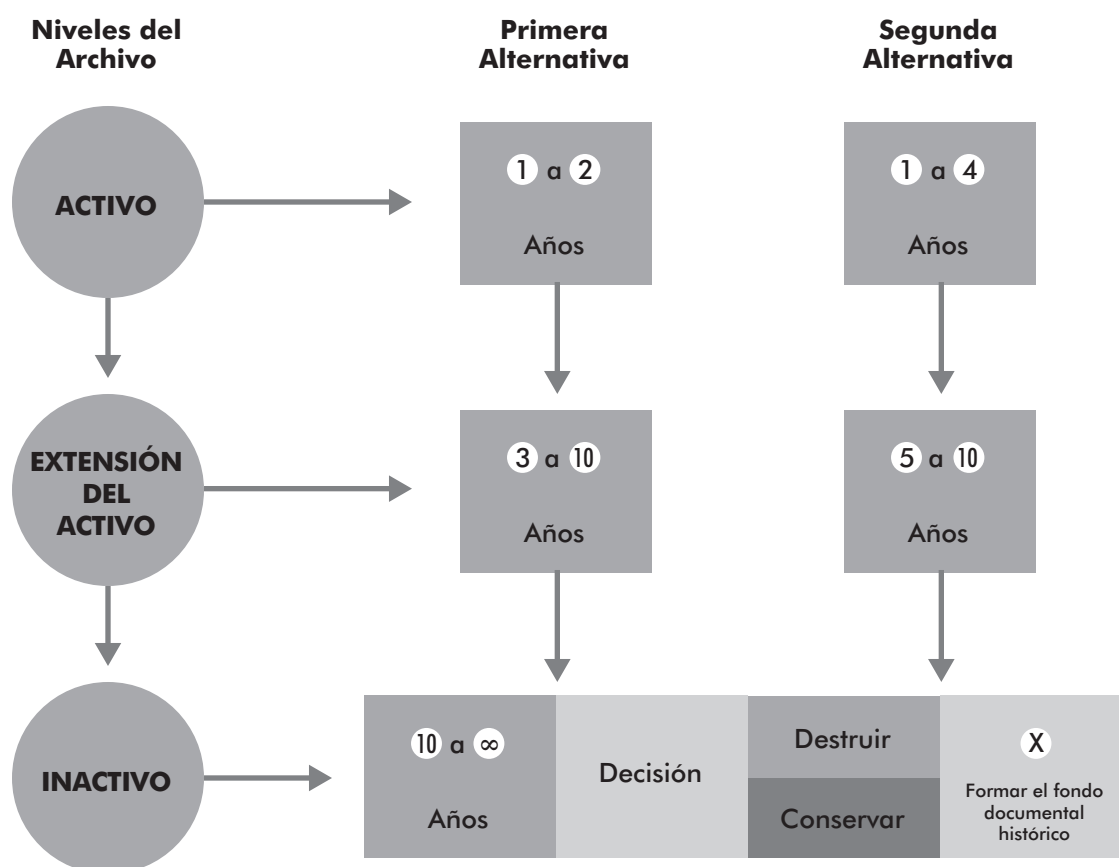 Niveles del
Archivo
Primera
Alternativa
Segunda
Alternativa
ACTIVO
1 a 2
Años
1 a 4
Años
EXTENSIÓN
DEL
ACTIVO
3 a 10
Años
5 a 10
Años
INACTIVO
10 a ∞
Años
Decisión
Destruir
Conservar
X
Formar el fondo
documental
histórico